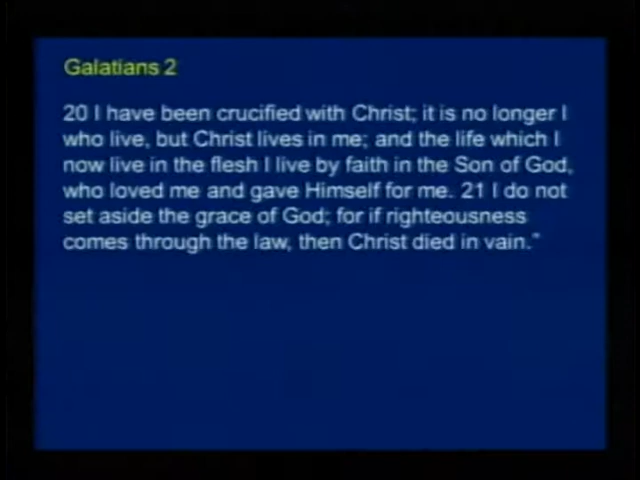 Galatians 2
20 I have been crucified with Christ; it is no longer I
who live, but Christ lives in me; and the life which I
now live in the flesh I live by faith in the Son of God,
who loved me and gave Himself for me. 21 I do not
set aside the grace of God; for if righteousness
comes through the law, then Christ died in vain."